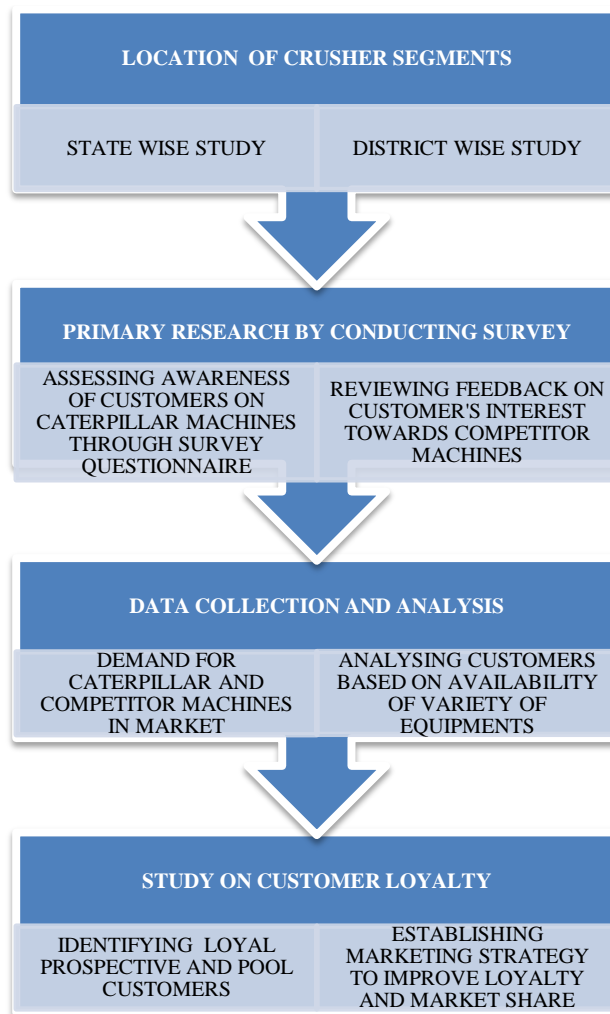 LOCATION OF CRUSHER SEGMENTS
STATE WISE STUDY
DISTRICT WISE STUDY
PRIMARY RESEARCH BY CONDUCTING SURVEY
ASSESSING AWARENESS
OF CUSTOMERS ON
CATERPILLAR MACHINES
THROUGH SURVEY
QUESTIONNAIRE
REVIEWING FEEDBACK ON
CUSTOMER'S INTEREST
TOWARDS COMPETITOR
MACHINES
DATA COLLECTION AND ANALYSIS
DEMAND FOR
CATERPILLAR AND
COMPETITOR MACHINES
IN MARKET
ANALYSING CUSTOMERS
BASED ON AVAILABILITY
OF VARIETY OF
EQUIPMENTS
STUDY ON CUSTOMER LOYALTY
IDENTIFYING LOYAL
PROSPECTIVE AND POOL
CUSTOMERS
ESTABLISHING
MARKETING STRATEGY
TO IMPROVE LOYALTY
AND MARKET SHARE